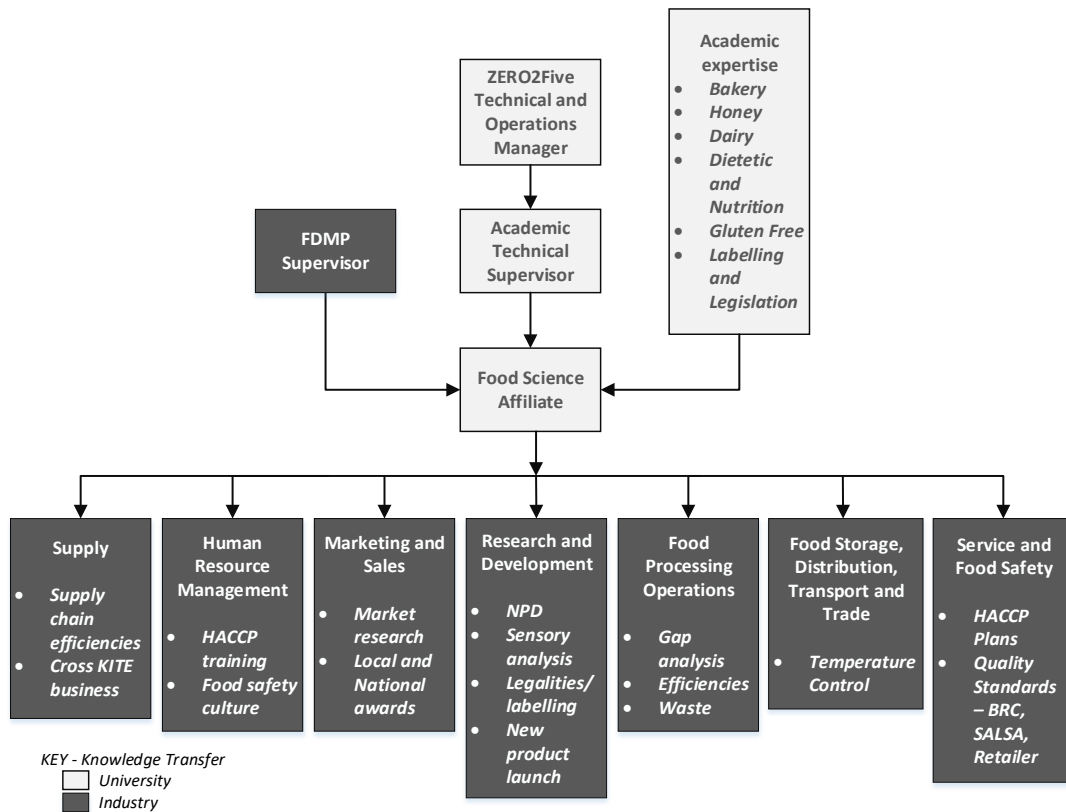 ZERO2Five
Technical and
Operations
Manager
Academic
expertise
• Bakery
• Honey
• Dairy
• Dietetic
and
Nutrition
• Gluten Free
• Labelling
and
Legislation
FDMP
Supervisor
Academic
Technical
Supervisor
Food Science
Affiliate
Supply
• Supply
chain
efficiencies
• Cross KITE
business
Human
Resource
Management
• HACCP
training
• Food safety
culture
Marketing and
Sales
• Market
research
• Local and
National
awards
Research and
Development
• NPD
• Sensory
analysis
• Legalities/
labelling
• New
product
launch
Food
Processing
Operations
• Gap
analysis
• Efficiencies
• Waste
Food Storage,
Distribution,
Transport and
Trade
• Temperature
Control
Service and
Food Safety
• HACCP
Plans
• Quality
Standards
– BRC,
SALSA,
Retailer
KEY - Knowledge Transfer
University
Industry